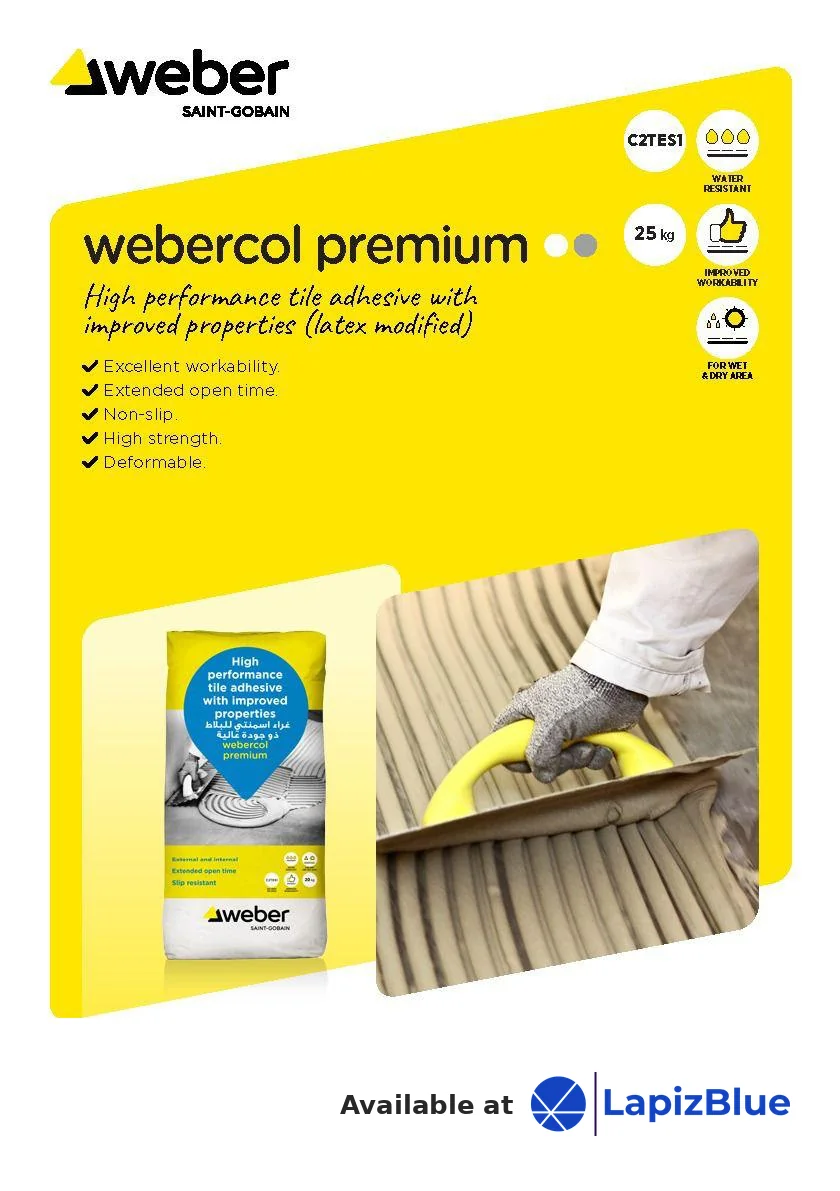 weber
SAINT-GOBAIN
C2TES1
WATER
RESISTANT
webercol premium
25 kg
IMPROVED
WORKABILITY
High performance tile adhesive with
improved properties (latex modified)
FOR WET
& DRY AREA
Excellent workability.
Extended open time.
Non-slip.
High strength.
Deformable.
High
performance
tile adhesive
with improved
properties
غراء اسمنتي للبلاط
ذو جودة عالية
webercol
premium
External and internal
Extended open time
Slip resistant
C2TES1
20 kg
weber
SAINT-GOBAIN
Available at
LapizBlue